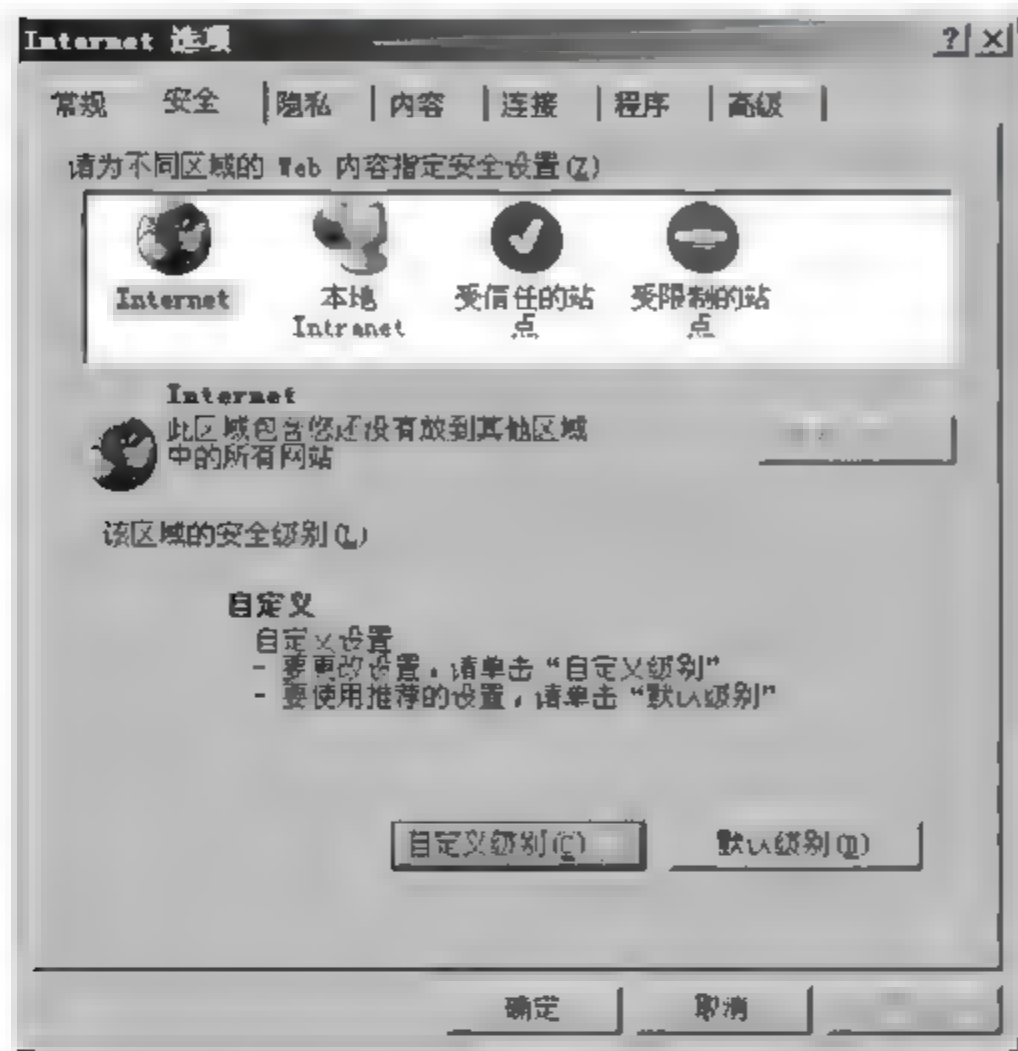 Internet 选项
常规 安全 隐私 内容 连接 程序 高级
请为不同区域的 Web 内容指定安全设置(Z)
Internet 本地 受信任的站 受限制的站
Intranet 点 点
Internet
此区域包含您还没有放到其他区域
中的所有网站
该区域的安全级别(L)
自定义
自定义设置
- 要更改设置，请单击“自定义级别”
- 要使用推荐的设置，请单击“默认级别”
自定义级别(C) 默认级别(D)
确定 取消